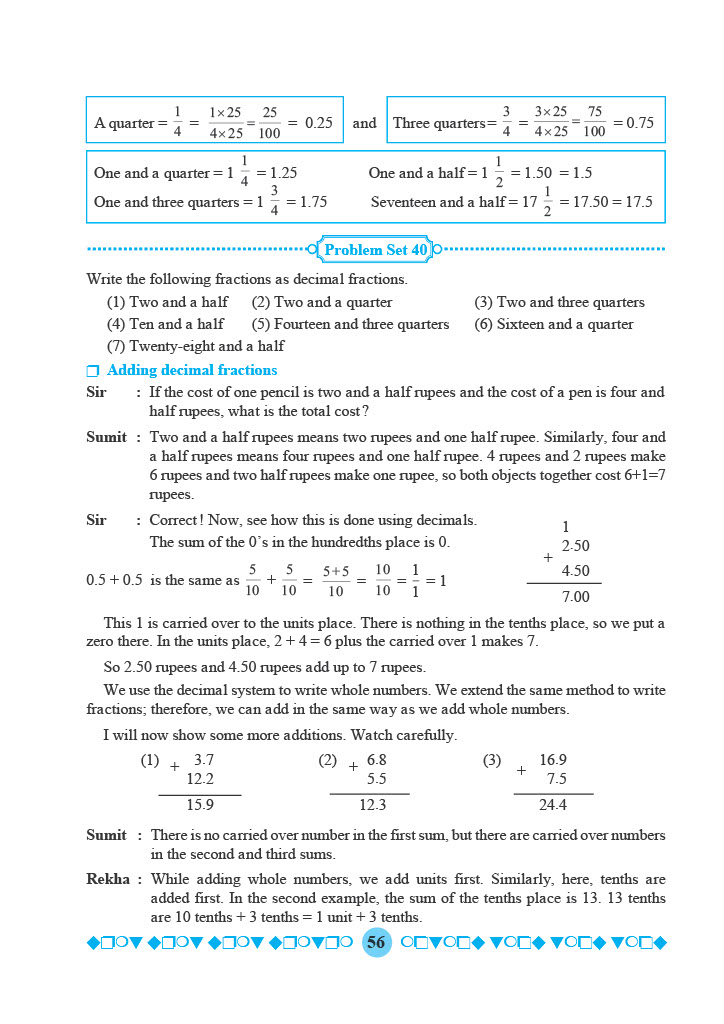 A quarter = 1/4 = 1×25/4×25 = 25/100 = 0.25 and Three quarters= 3/4 = 3×25/4×25 = 75/100 = 0.75
One and a quarter = 1 1/4 = 1.25 One and a half = 1 1/2 = 1.50 = 1.5
One and three quarters = 1 3/4 = 1.75 Seventeen and a half = 17 1/2 = 17.50 = 17.5
Problem Set 40
Write the following fractions as decimal fractions.
(1) Two and a half (2) Two and a quarter (3) Two and three quarters
(4) Ten and a half (5) Fourteen and three quarters (6) Sixteen and a quarter
(7) Twenty-eight and a half
❒ Adding decimal fractions
Sir : If the cost of one pencil is two and a half rupees and the cost of a pen is four and
half rupees, what is the total cost?
Sumit : Two and a half rupees means two rupees and one half rupee. Similarly, four and
a half rupees means four rupees and one half rupee. 4 rupees and 2 rupees make
6 rupees and two half rupees make one rupee, so both objects together cost 6+1=7
rupees.
Sir : Correct! Now, see how this is done using decimals.
The sum of the 0's in the hundredths place is 0.
0.5 + 0.5 is the same as 5/10 + 5/10 = 5+5/10 = 10/10 = 1/1 = 1
1
2.50
+
4.50
7.00
This 1 is carried over to the units place. There is nothing in the tenths place, so we put a
zero there. In the units place, 2 + 4 = 6 plus the carried over 1 makes 7.
So 2.50 rupees and 4.50 rupees add up to 7 rupees.
We use the decimal system to write whole numbers. We extend the same method to write
fractions; therefore, we can add in the same way as we add whole numbers.
I will now show some more additions. Watch carefully.
(1) + 3.7 (2) + 6.8 (3) + 16.9
12.2 5.5 7.5
15.9 12.3 24.4
Sumit : There is no carried over number in the first sum, but there are carried over numbers
in the second and third sums.
Rekha : While adding whole numbers, we add units first. Similarly, here, tenths are
added first. In the second example, the sum of the tenths place is 13. 13 tenths
are 10 tenths + 3 tenths = 1 unit + 3 tenths.
56